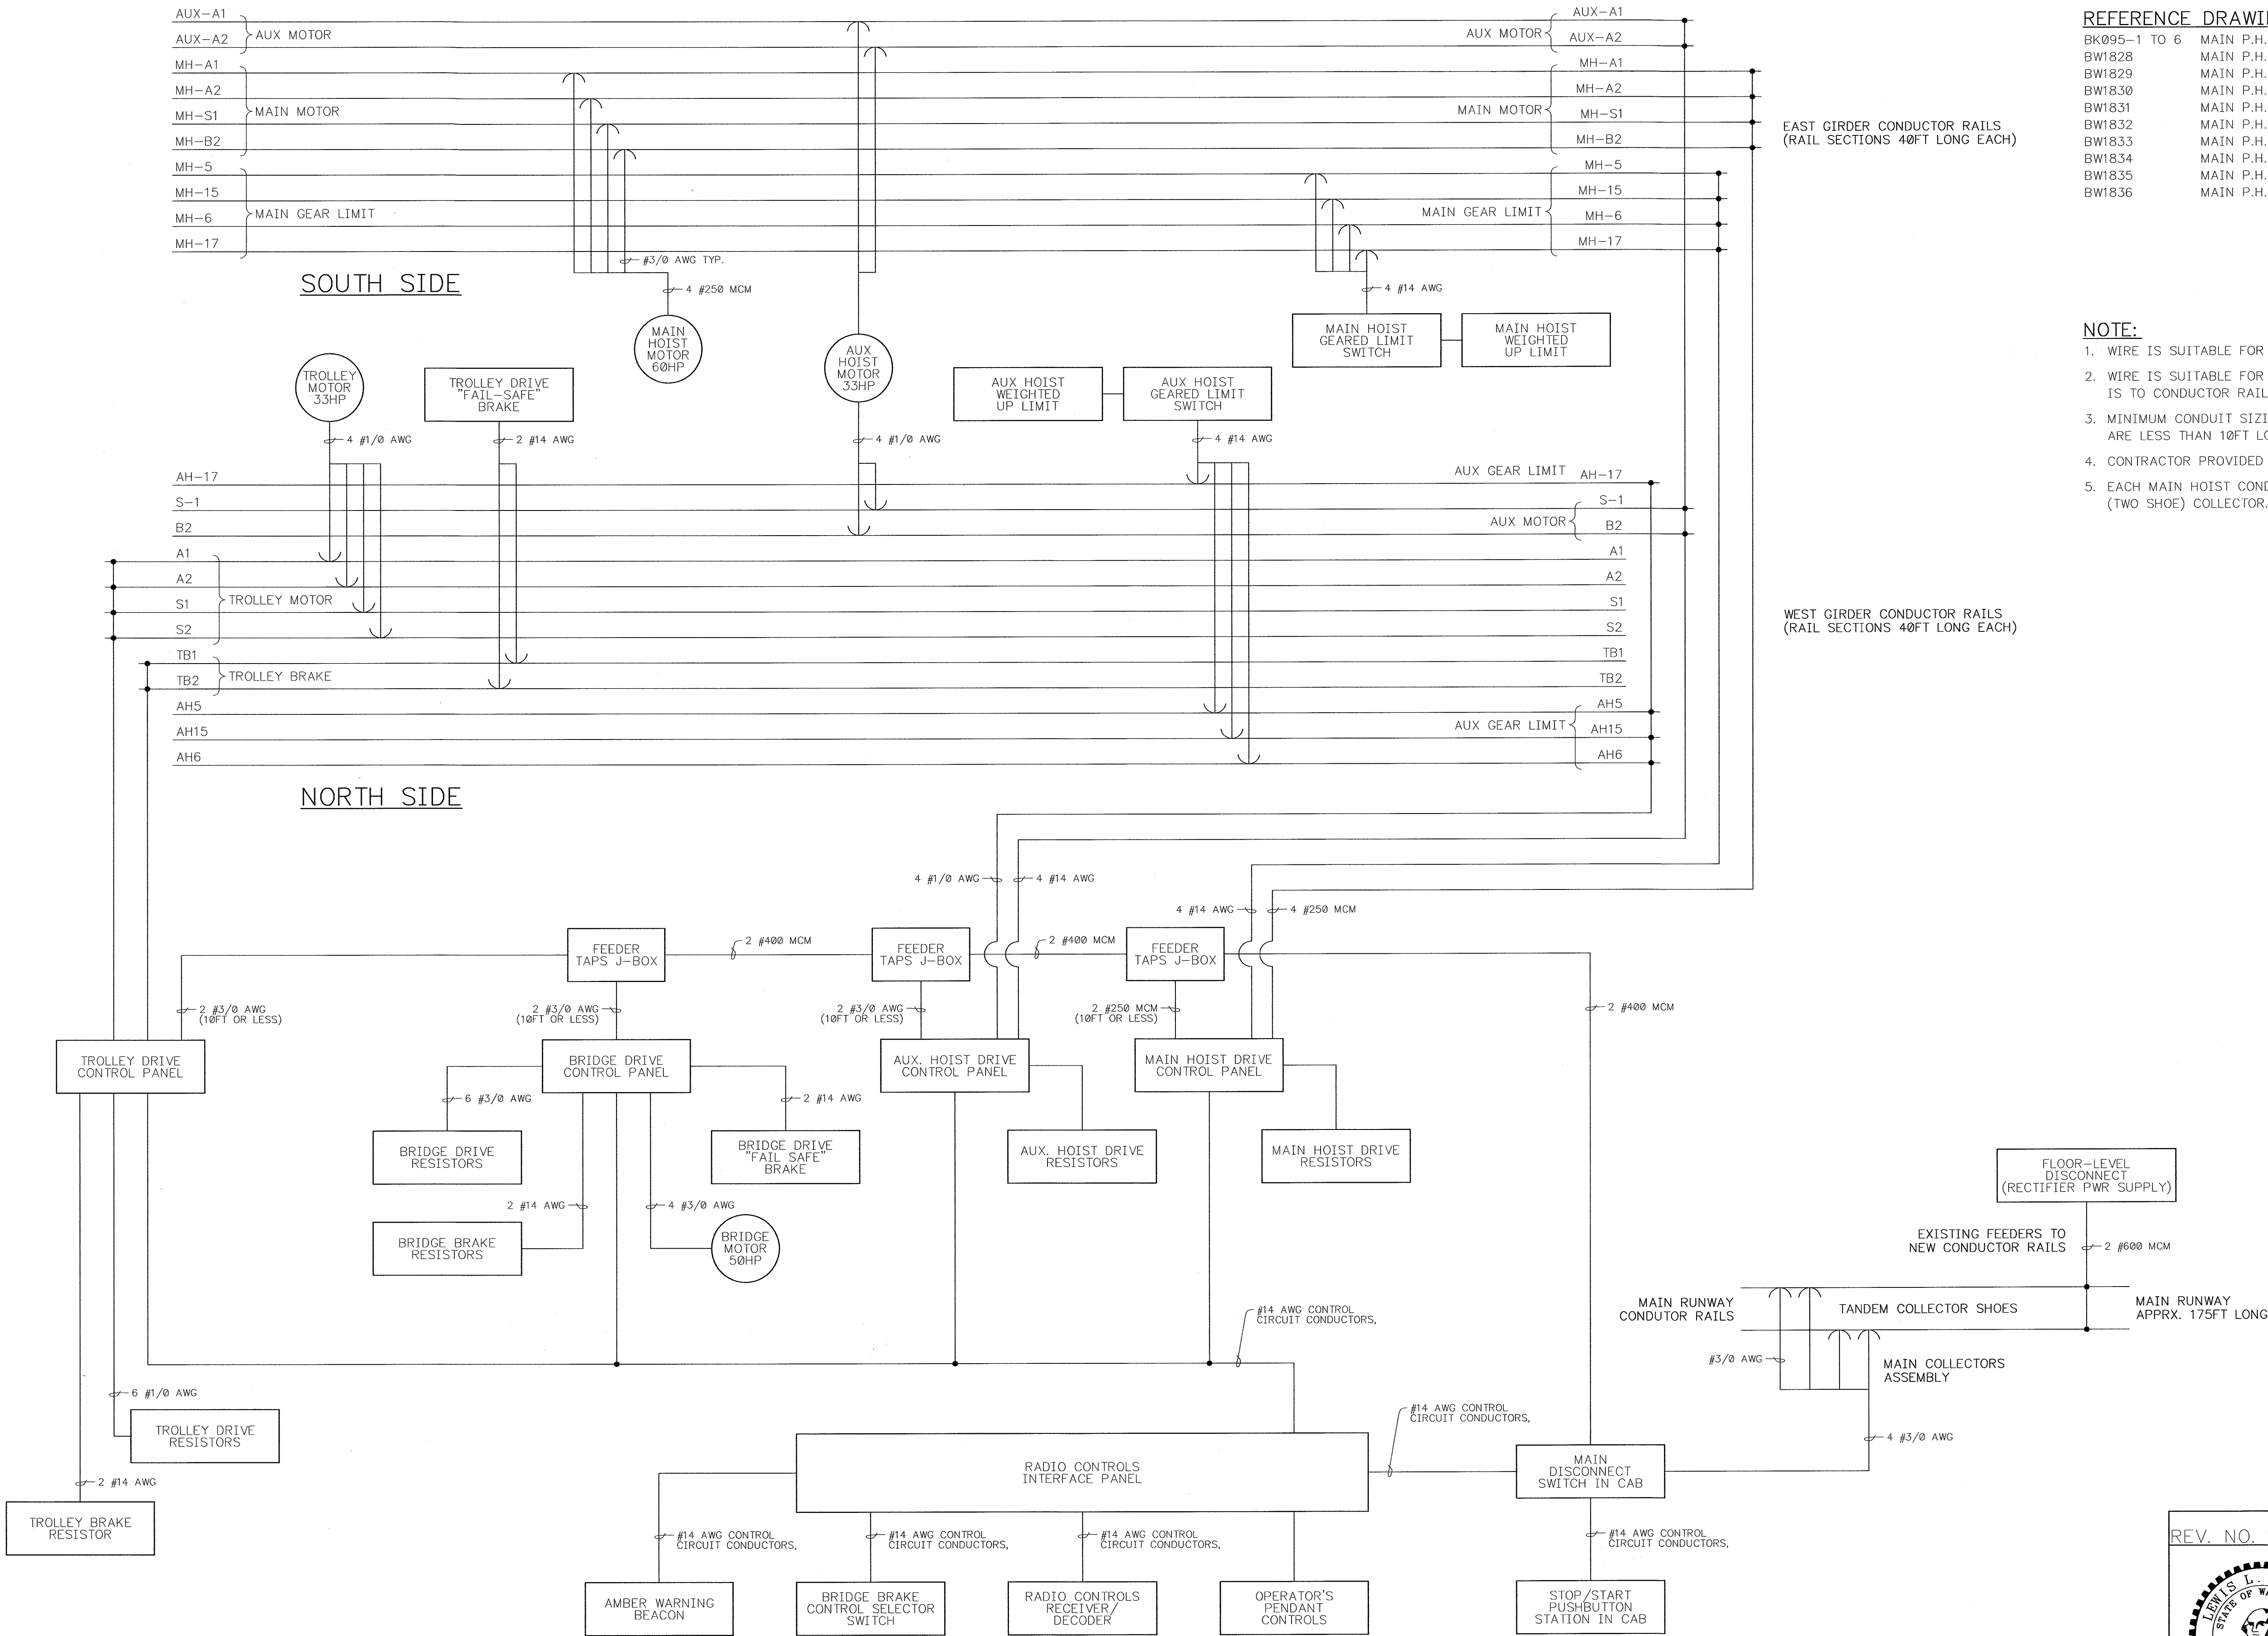 AUX-A1
AUX-A2
AUX MOTOR
MH-A1
MH-A2
MH-S1
MH-B2
MAIN MOTOR
MH-5
MH-15
MH-6
MH-17
MAIN GEAR LIMIT
AUX MOTOR
AUX-A1
AUX-A2
MAIN MOTOR
MH-A1
MH-A2
MH-S1
MH-B2
MAIN GEAR LIMIT
MH-5
MH-15
MH-6
MH-17
EAST GIRDER CONDUCTOR RAILS
(RAIL SECTIONS 40FT LONG EACH)
REFERENCE DRAWI
BK095-1 TO 6 MAIN P.H.
BW1828 MAIN P.H.
BW1829 MAIN P.H.
BW1830 MAIN P.H.
BW1831 MAIN P.H.
BW1832 MAIN P.H.
BW1833 MAIN P.H.
BW1834 MAIN P.H.
BW1835 MAIN P.H.
BW1836 MAIN P.H.
SOUTH SIDE
#3/0 AWG TYP.
4 #250 MCM
4 #14 AWG
MAIN
HOIST
MOTOR
60HP
AUX
HOIST
MOTOR
33HP
MAIN HOIST
GEARED LIMIT
SWITCH
MAIN HOIST
WEIGHTED
UP LIMIT
TROLLEY
MOTOR
33HP
TROLLEY DRIVE
"FAIL-SAFE"
BRAKE
AUX HOIST
WEIGHTED
UP LIMIT
AUX HOIST
GEARED LIMIT
SWITCH
4 #1/0 AWG
2 #14 AWG
4 #1/0 AWG
4 #14 AWG
NOTE:
1. WIRE IS SUITABLE FOR
2. WIRE IS SUITABLE FOR
IS TO CONDUCTOR RAIL
3. MINIMUM CONDUIT SIZI
ARE LESS THAN 10FT LO
4. CONTRACTOR PROVIDED
5. EACH MAIN HOIST COND
(TWO SHOE) COLLECTOR.
AH-17
S-1
B2
A1
A2
S1
S2
TROLLEY MOTOR
TB1
TB2
TROLLEY BRAKE
AH5
AH15
AH6
AUX GEAR LIMIT AH-17
AUX MOTOR
S-1
B2
A1
A2
S1
S2
TB1
TB2
AUX GEAR LIMIT
AH5
AH15
AH6
WEST GIRDER CONDUCTOR RAILS
(RAIL SECTIONS 40FT LONG EACH)
NORTH SIDE
4 #1/0 AWG
4 #14 AWG
4 #14 AWG
4 #250 MCM
FEEDER
TAPS J-BOX
2 #400 MCM
FEEDER
TAPS J-BOX
2 #400 MCM
FEEDER
TAPS J-BOX
2 #3/0 AWG
(10FT OR LESS)
2 #3/0 AWG
(10FT OR LESS)
2 #3/0 AWG
(10FT OR LESS)
2 #250 MCM
(10FT OR LESS)
2 #400 MCM
TROLLEY DRIVE
CONTROL PANEL
BRIDGE DRIVE
CONTROL PANEL
AUX. HOIST DRIVE
CONTROL PANEL
MAIN HOIST DRIVE
CONTROL PANEL
6 #3/0 AWG
2 #14 AWG
BRIDGE DRIVE
RESISTORS
BRIDGE DRIVE
"FAIL SAFE"
BRAKE
AUX. HOIST DRIVE
RESISTORS
MAIN HOIST DRIVE
RESISTORS
2 #14 AWG
4 #3/0 AWG
BRIDGE BRAKE
RESISTORS
BRIDGE
MOTOR
50HP
FLOOR-LEVEL
DISCONNECT
(RECTIFIER PWR SUPPLY)
EXISTING FEEDERS TO
NEW CONDUCTOR RAILS
2 #600 MCM
MAIN RUNWAY
CONDUTOR RAILS
TANDEM COLLECTOR SHOES
MAIN RUNWAY
APPRX. 175FT LONG
#3/0 AWG
MAIN COLLECTORS
ASSEMBLY
4 #3/0 AWG
#14 AWG CONTROL
CIRCUIT CONDUCTORS,
6 #1/0 AWG
TROLLEY DRIVE
RESISTORS
2 #14 AWG
TROLLEY BRAKE
RESISTOR
#14 AWG CONTROL
CIRCUIT CONDUCTORS,
RADIO CONTROLS
INTERFACE PANEL
MAIN
DISCONNECT
SWITCH IN CAB
#14 AWG CONTROL
CIRCUIT CONDUCTORS,
#14 AWG CONTROL
CIRCUIT CONDUCTORS,
#14 AWG CONTROL
CIRCUIT CONDUCTORS,
#14 AWG CONTROL
CIRCUIT CONDUCTORS,
AMBER WARNING
BEACON
BRIDGE BRAKE
CONTROL SELECTOR
SWITCH
RADIO CONTROLS
RECEIVER/
DECODER
OPERATOR'S
PENDANT
CONTROLS
STOP/START
PUSHBUTTON
STATION IN CAB
REV. NO.
LEWIS L.
STATE OF WA